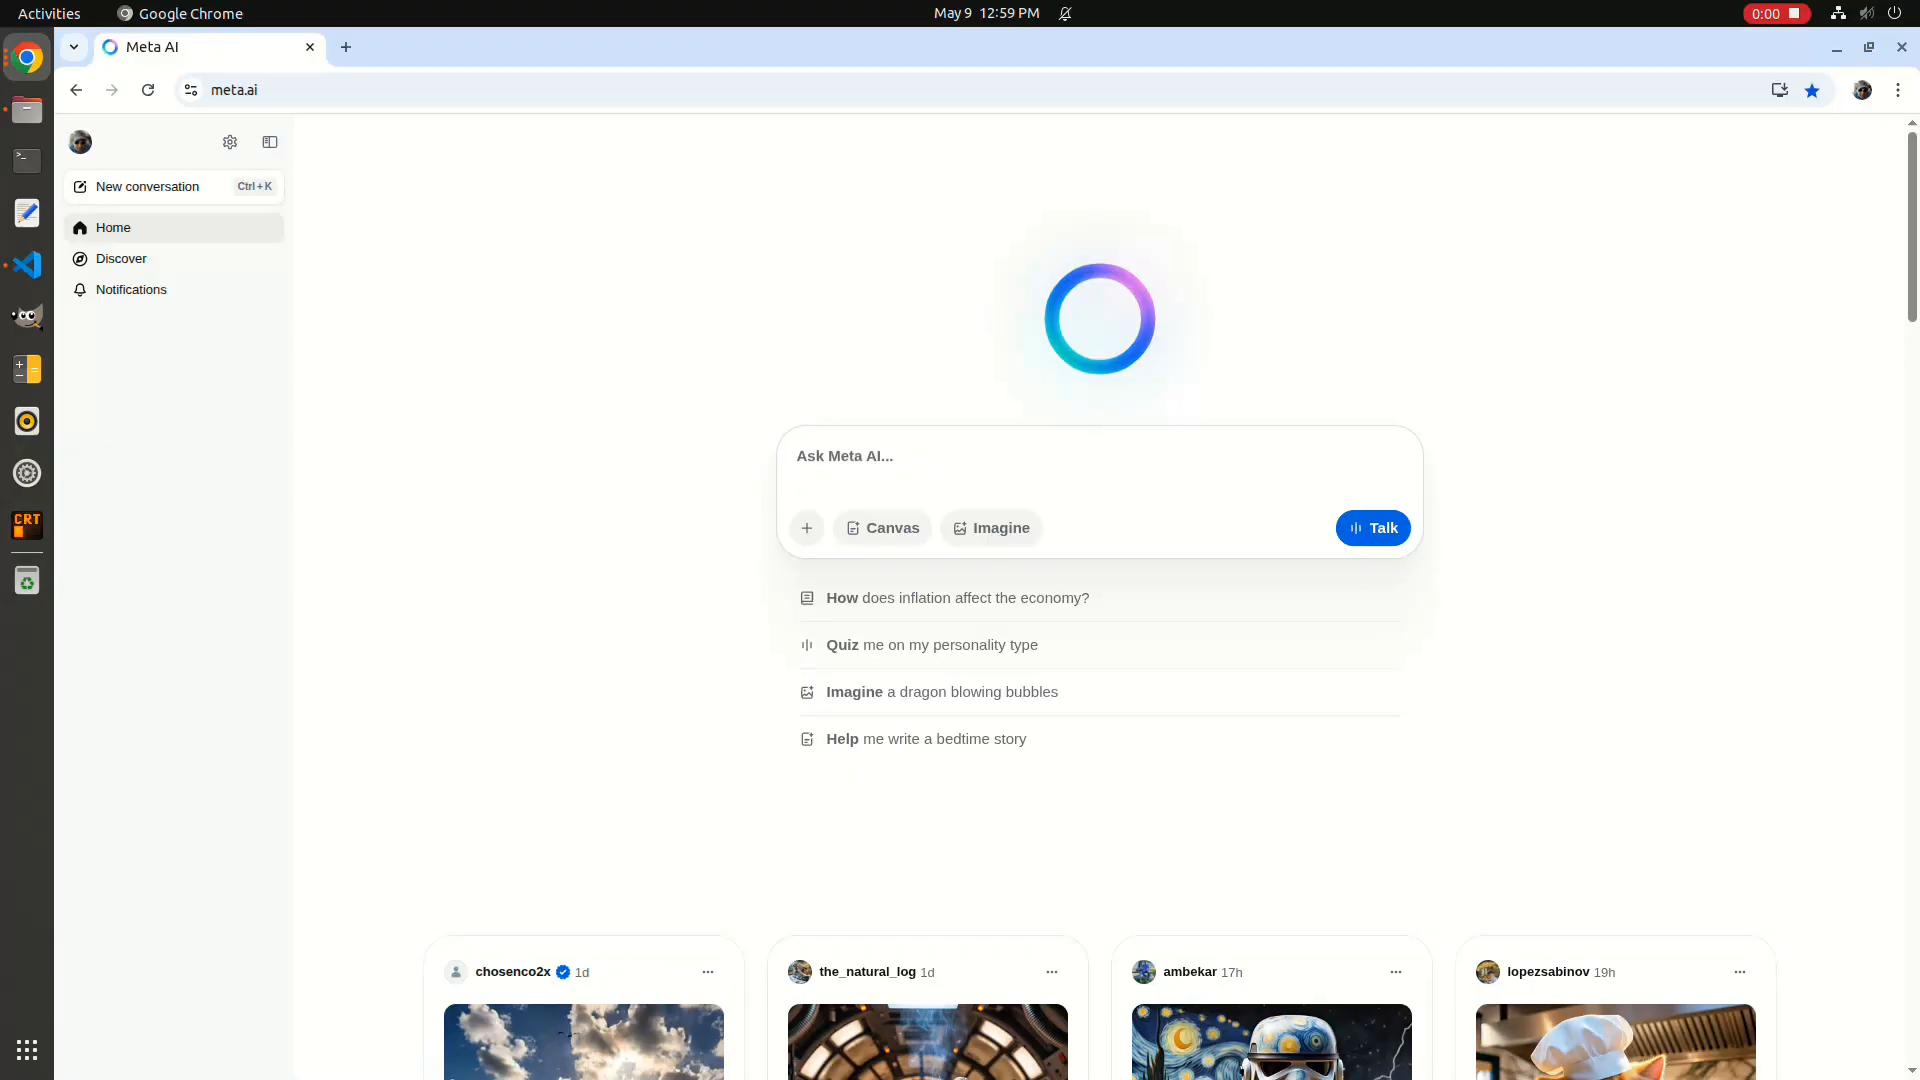 Activities
Google Chrome
May 9 12:59 PM
0:00
Meta AI
meta.ai
New conversation
Ctrl+K
Home
Discover
Notifications
Ask Meta AI...
Canvas
Imagine
Talk
How does inflation affect the economy?
Quiz me on my personality type
Imagine a dragon blowing bubbles
Help me write a bedtime story
chosenco2x 1d
the_natural_log 1d
ambekar 17h
lopezsabinov 19h
CRT